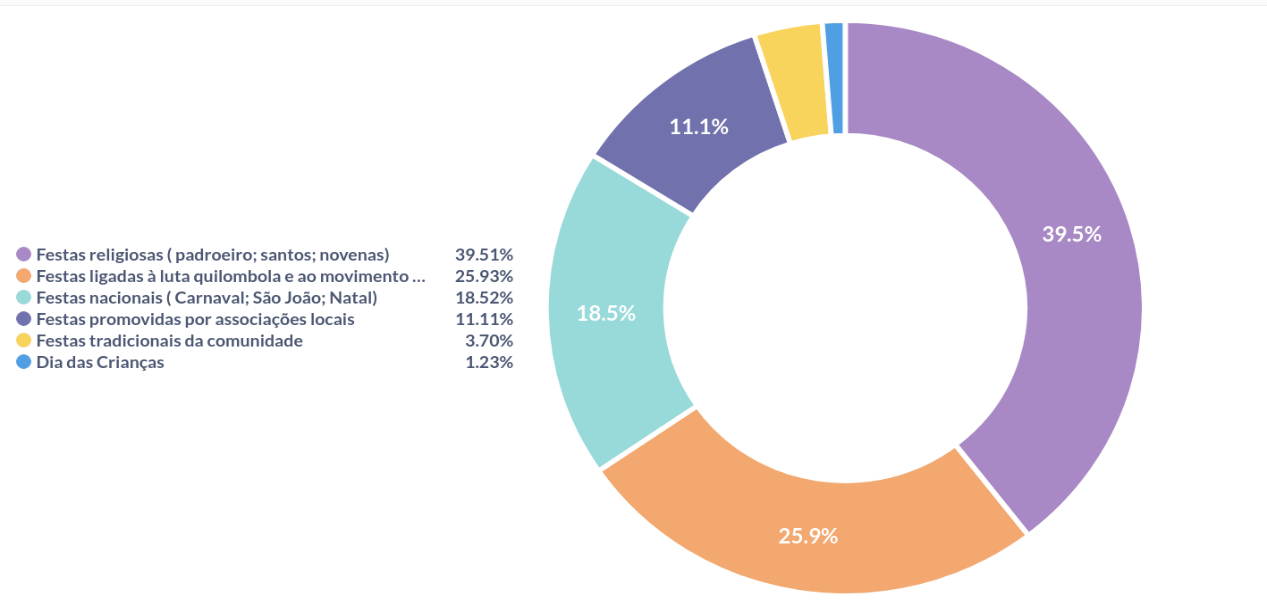 Festas religiosas ( padroeiro; santos; novenas) 39.51%
Festas ligadas à luta quilombola e ao movimento ... 25.93%
Festas nacionais ( Carnaval; São João; Natal) 18.52%
Festas promovidas por associações locais 11.11%
Festas tradicionais da comunidade 3.70%
Dia das Crianças 1.23%
11.1%
39.5%
18.5%
25.9%